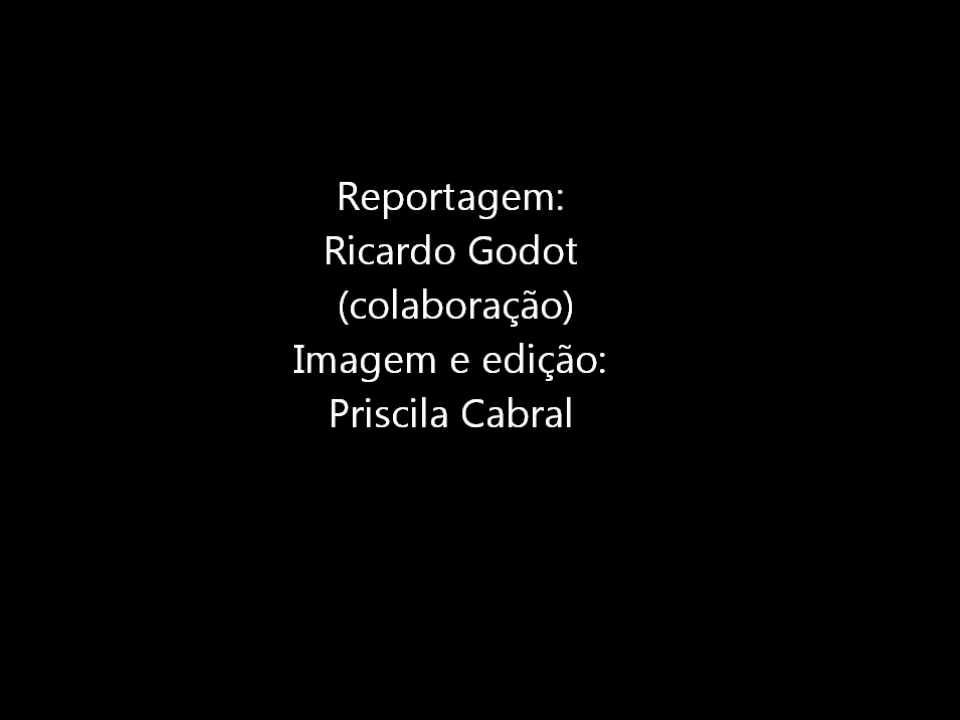 Reportagem:
Ricardo Godot
(colaboração)
Imagem e edição:
Priscila Cabral